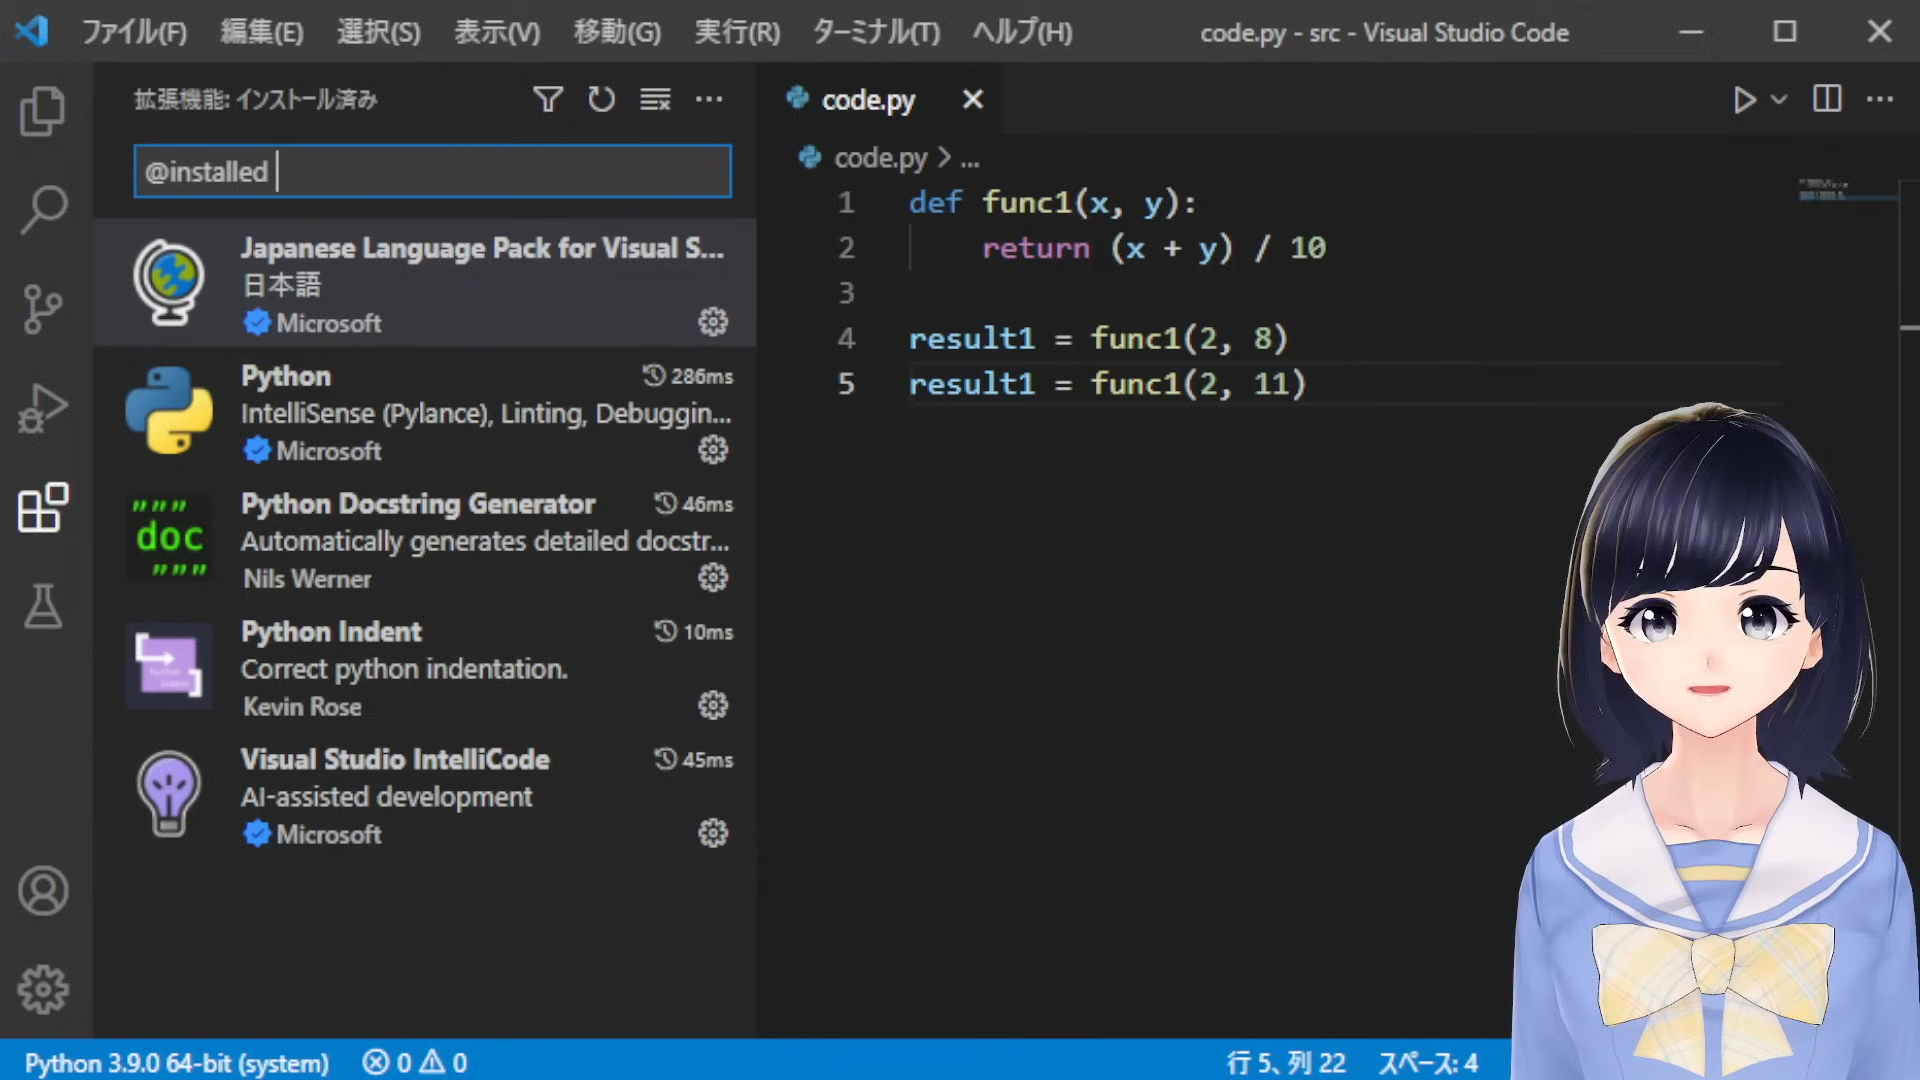 ファイル(F) 編集(E) 選択(S) 表示(V) 移動(G) 実行(R) ターミナル(T) ヘルプ(H) code.py - src - Visual Studio Code
拡張機能: インストール済み
@installed
Japanese Language Pack for Visual S...
日本語
Microsoft
Python 286ms
IntelliSense (Pylance), Linting, Debuggin...
Microsoft
Python Docstring Generator 46ms
Automatically generates detailed docstr...
Nils Werner
"""
doc
"""
Python Indent 10ms
Correct python indentation.
Kevin Rose
Visual Studio IntelliCode 45ms
AI-assisted development
Microsoft
code.py
code.py > ...
1 def func1(x, y):
2 return (x + y) / 10
3
4 result1 = func1(2, 8)
5 result1 = func1(2, 11)
Python 3.9.0 64-bit (system) 0 0 行 5、列 22 スペース: 4